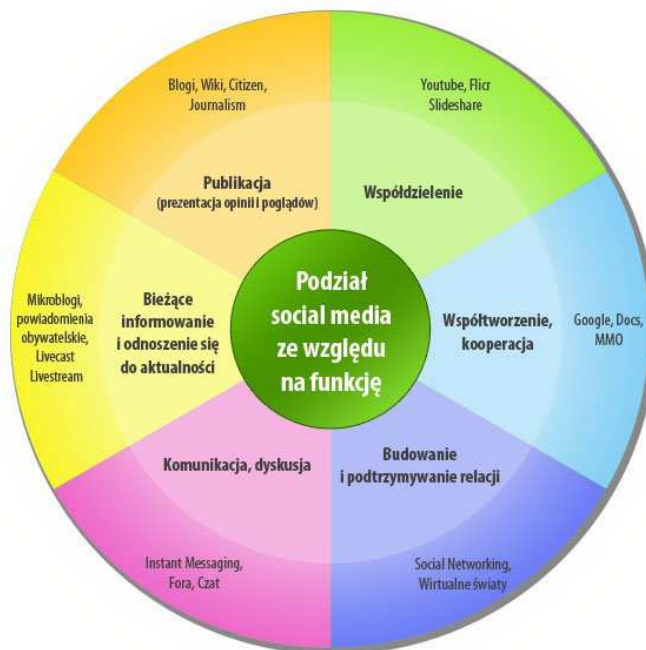 Blogi, Wiki, Citizen,
Journalism
Youtube, Flicr
Slideshare
Publikacja
(prezentacja opinii i poglądów)
Współdzielenie
Mikroblogi,
powiadomienia
obywatelskie,
Livecast
Livestream
Bieżące
informowanie
i odnoszenie się
do aktualności
Podział
social media
ze względu
na funkcję
Współtworzenie,
kooperacja
Google, Docs,
MMO
Komunikacja, dyskusja
Budowanie
i podtrzymywanie relacji
Instant Messaging,
Fora, Czat
Social Networking,
Wirtualne światy